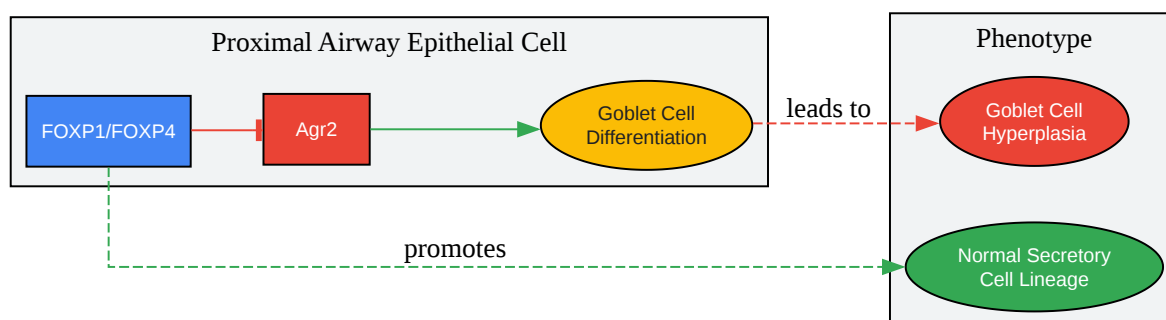 Proximal Airway Epithelial Cell
FOXP1/FOXP4
Agr2
Goblet Cell
Differentiation
leads to
Phenotype
Goblet Cell
Hyperplasia
promotes
Normal Secretory
Cell Lineage